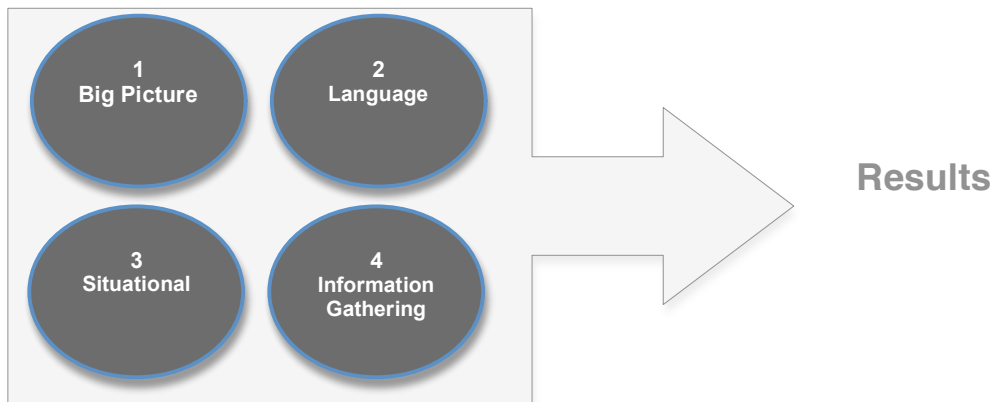 1
Big Picture
2
Language
3
Situational
4
Information
Gathering
Results